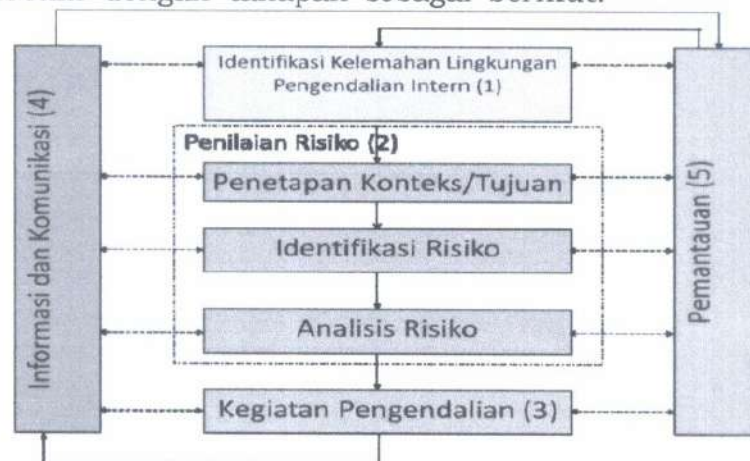 dengan tahapan sebagai berikut:
Identifikasi Kelemahan Lingkungan
Pengendalian Intern (1)
Penilaian Risiko (2)
Penetapan Konteks/Tujuan
Identifikasi Risiko
Analisis Risiko
Kegiatan Pengendalian (3)
Informasi dan Komunikasi (4)
Pemantauan (5)